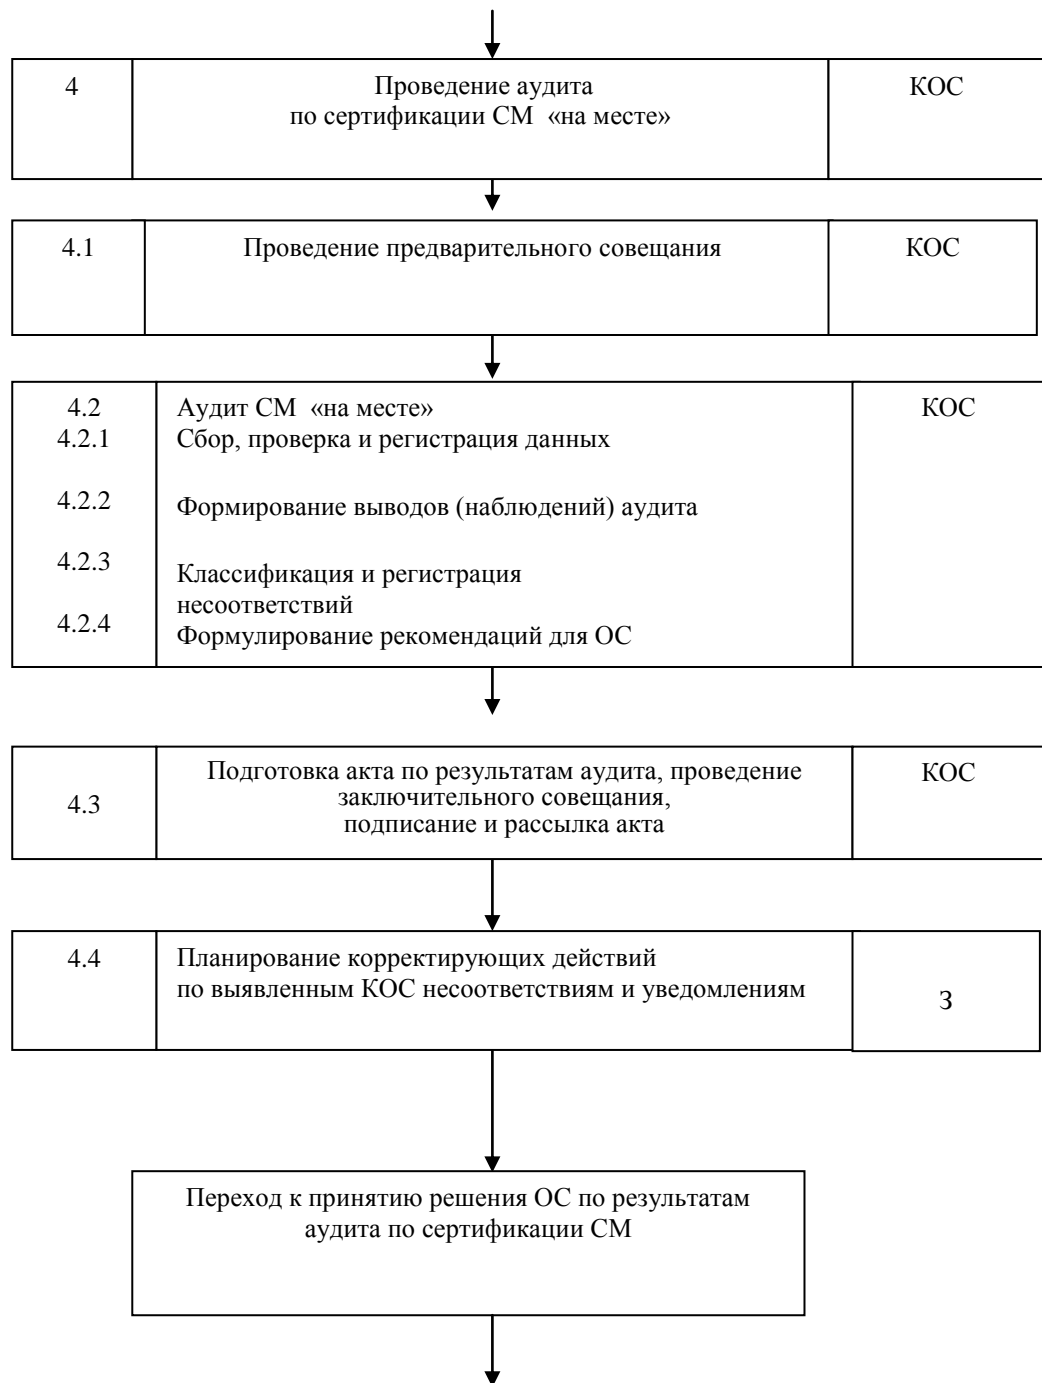 4 Проведение аудита КОС
по сертификации СМ «на месте»
4.1 Проведение предварительного совещания КОС
4.2 Аудит СМ «на месте» КОС
4.2.1 Сбор, проверка и регистрация данных
4.2.2 Формирование выводов (наблюдений) аудита
4.2.3 Классификация и регистрация
несоответствий
4.2.4 Формулирование рекомендаций для ОС
Подготовка акта по результатам аудита, проведение КОС
4.3 заключительного совещания,
подписание и рассылка акта
4.4 Планирование корректирующих действий
по выявленным КОС несоответствиям и уведомлениям З
Переход к принятию решения ОС по результатам
аудита по сертификации СМ